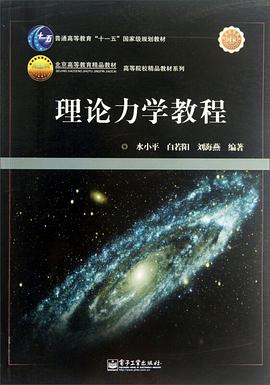 普通高等教育“十一五”国家级规划教材
北京高等教育精品教材
高等院校精品教材系列
理论力学教程
水小平 白若阳 刘海燕 编著
电子工业出版社